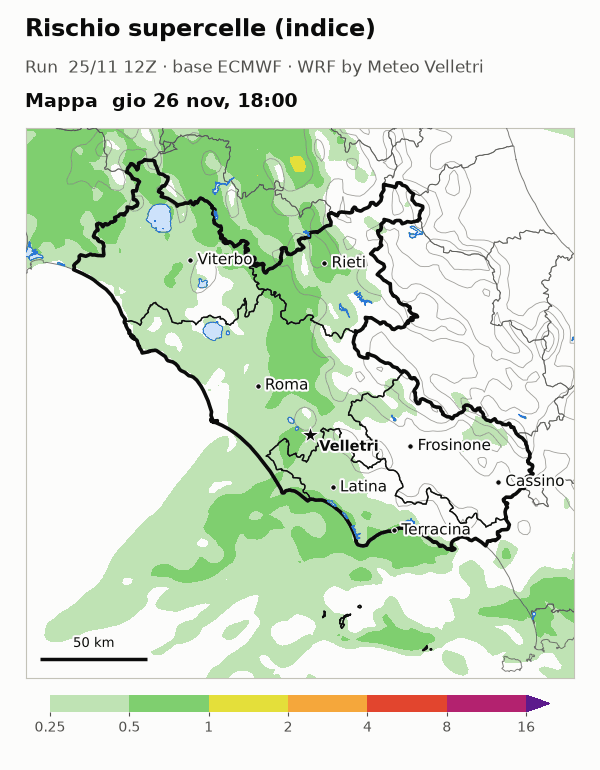 Rischio supercelle (indice)
Run  25/11 12Z · base ECMWF · WRF by Meteo Velletri
Mappa  gio 26 nov, 18:00
Viterbo
Rieti
Roma
Velletri
Frosinone
Latina
Cassino
Terracina
50 km
0.25 0.5 1 2 4 8 16